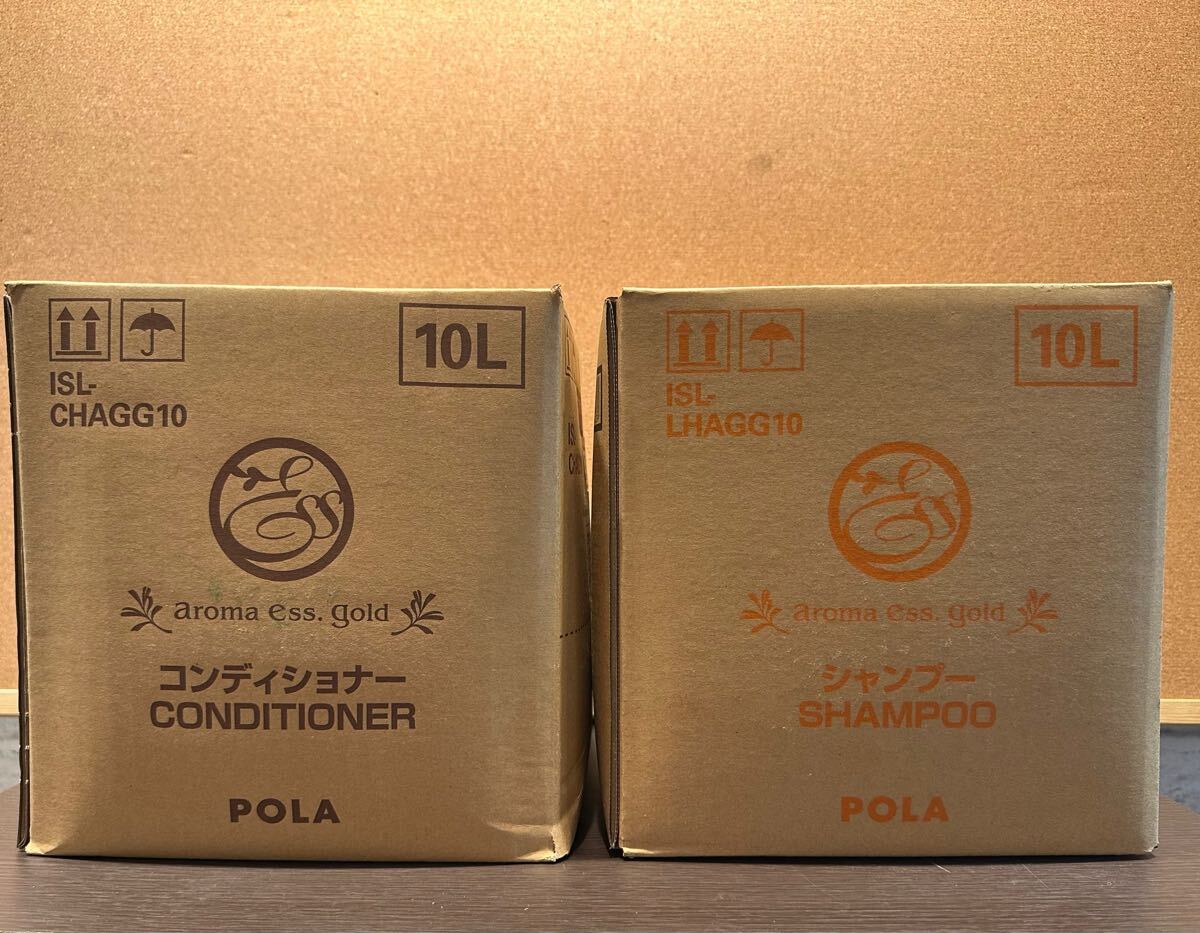 10L
ISL-
CHAGG10
Ess
aroma ess. gold
コンディショナー
CONDITIONER
POLA
10L
ISL-
LHAGG10
Ess
aroma ess. gold
シャンプー
SHAMPOO
POLA